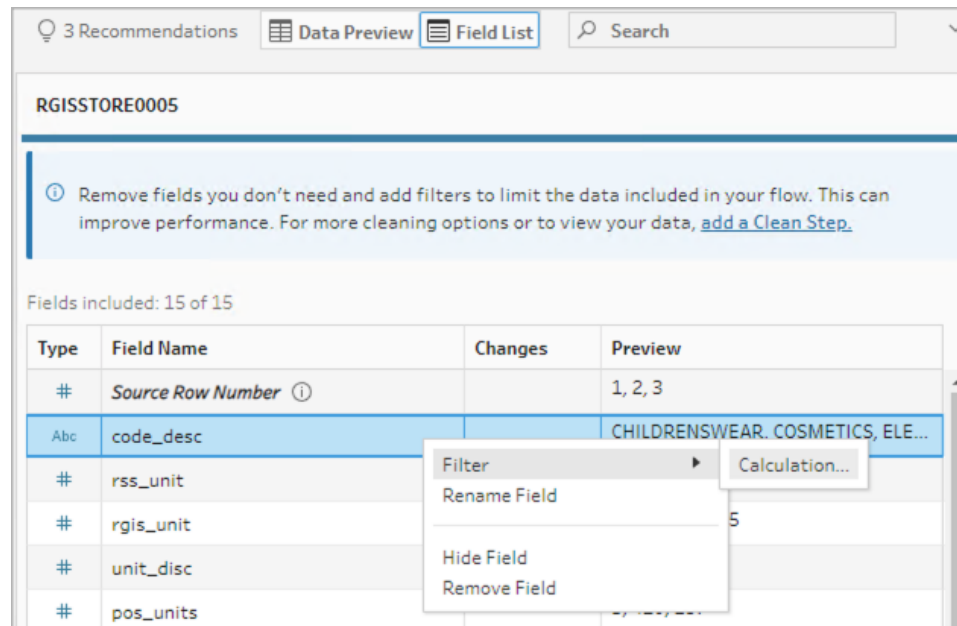 3 Recommendations Data Preview Field List Search
RGISSTORE0005
Remove fields you don't need and add filters to limit the data included in your flow. This can
improve performance. For more cleaning options or to view your data, add a Clean Step.
Fields included: 15 of 15
Type Field Name Changes Preview
# Source Row Number 1, 2, 3
Abc code_desc CHILDRENSWEAR, COSMETICS, ELE...
Filter Calculation...
# rss_unit
Rename Field
# rgis_unit 5
Hide Field
# unit_disc
Remove Field
# pos_units